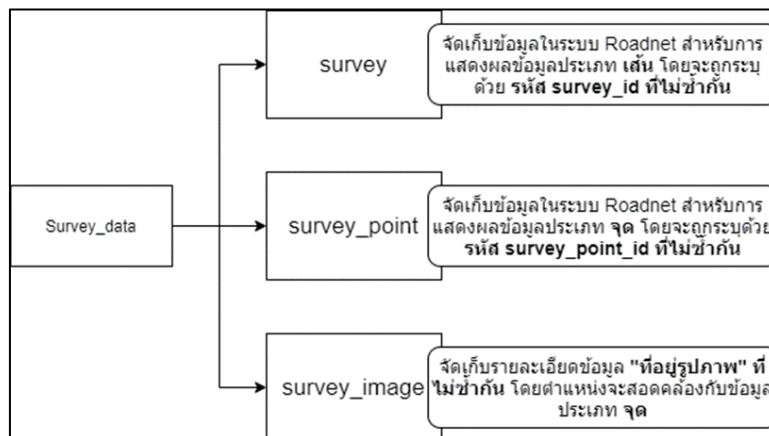 survey
จัดเก็บข้อมูลในระบบ Roadnet สำหรับการ
แสดงผลข้อมูลประเภท เส้น โดยจะถูกระบุ
ด้วย รหัส survey_id ที่ไม่ซ้ำกัน
Survey_data
survey_point
จัดเก็บข้อมูลในระบบ Roadnet สำหรับการ
แสดงผลข้อมูลประเภท จุด โดยจะถูกระบุด้วย
รหัส survey_point_id ที่ไม่ซ้ำกัน
survey_image
จัดเก็บรายละเอียดข้อมูล "ที่อยู่รูปภาพ" ที่
ไม่ซ้ำกัน โดยตำแหน่งจะสอดคล้องกับข้อมูล
ประเภท จุด